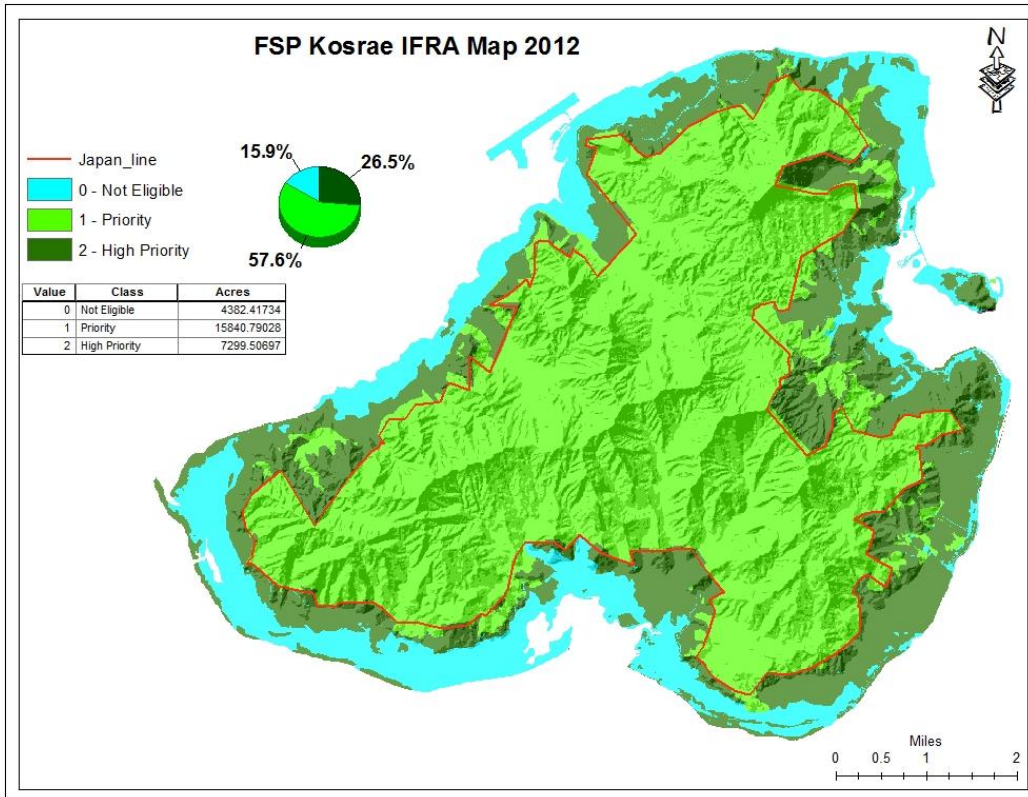 FSP Kosrae IFRA Map 2012
N
Japan_line
0 - Not Eligible
1 - Priority
2 - High Priority
15.9%
26.5%
57.6%
Value Class Acres
0 Not Eligible 4382.41734
1 Priority 15840.79028
2 High Priority 7299.50697
Miles
0 0.5 1 2